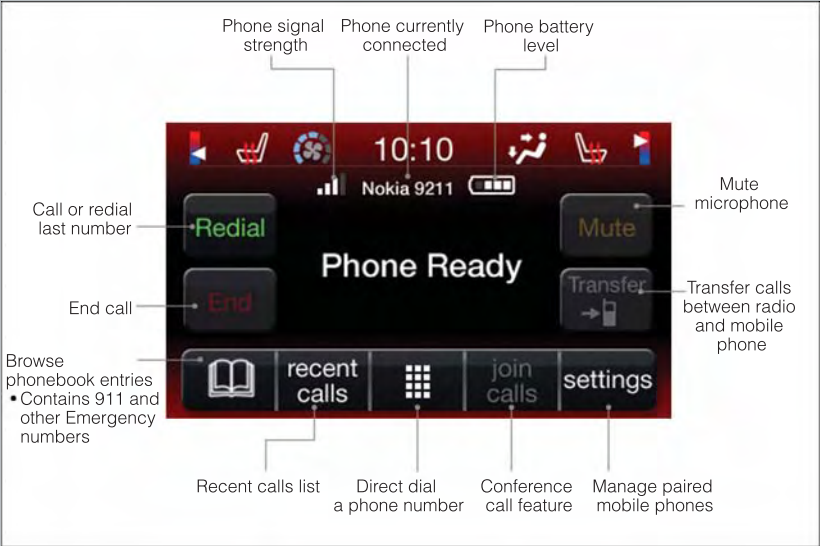 Phone signal
strength
Phone currently
connected
Phone battery
level
10:10
Nokia 9211
Call or redial
last number
Redial
Mute
Mute
microphone
Phone Ready
End call
End
Transfer
Transfer calls
between radio
and mobile
phone
Browse
phonebook entries
• Contains 911 and
other Emergency
numbers
recent
calls
join
calls
settings
Recent calls list
Direct dial
a phone number
Conference
call feature
Manage paired
mobile phones